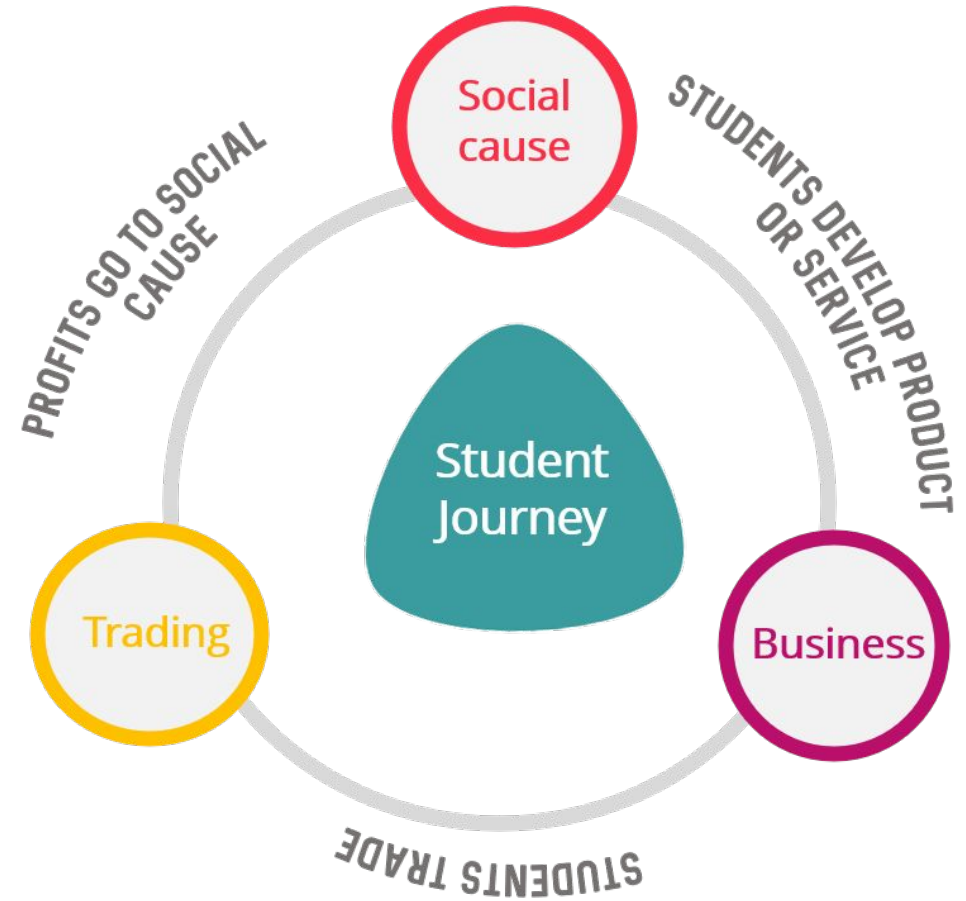 Social
cause
STUDENTS DEVELOP PRODUCT
OR SERVICE
Business
STUDENTS TRADE
Trading
PROFITS GO TO SOCIAL
CAUSE
Student
Journey